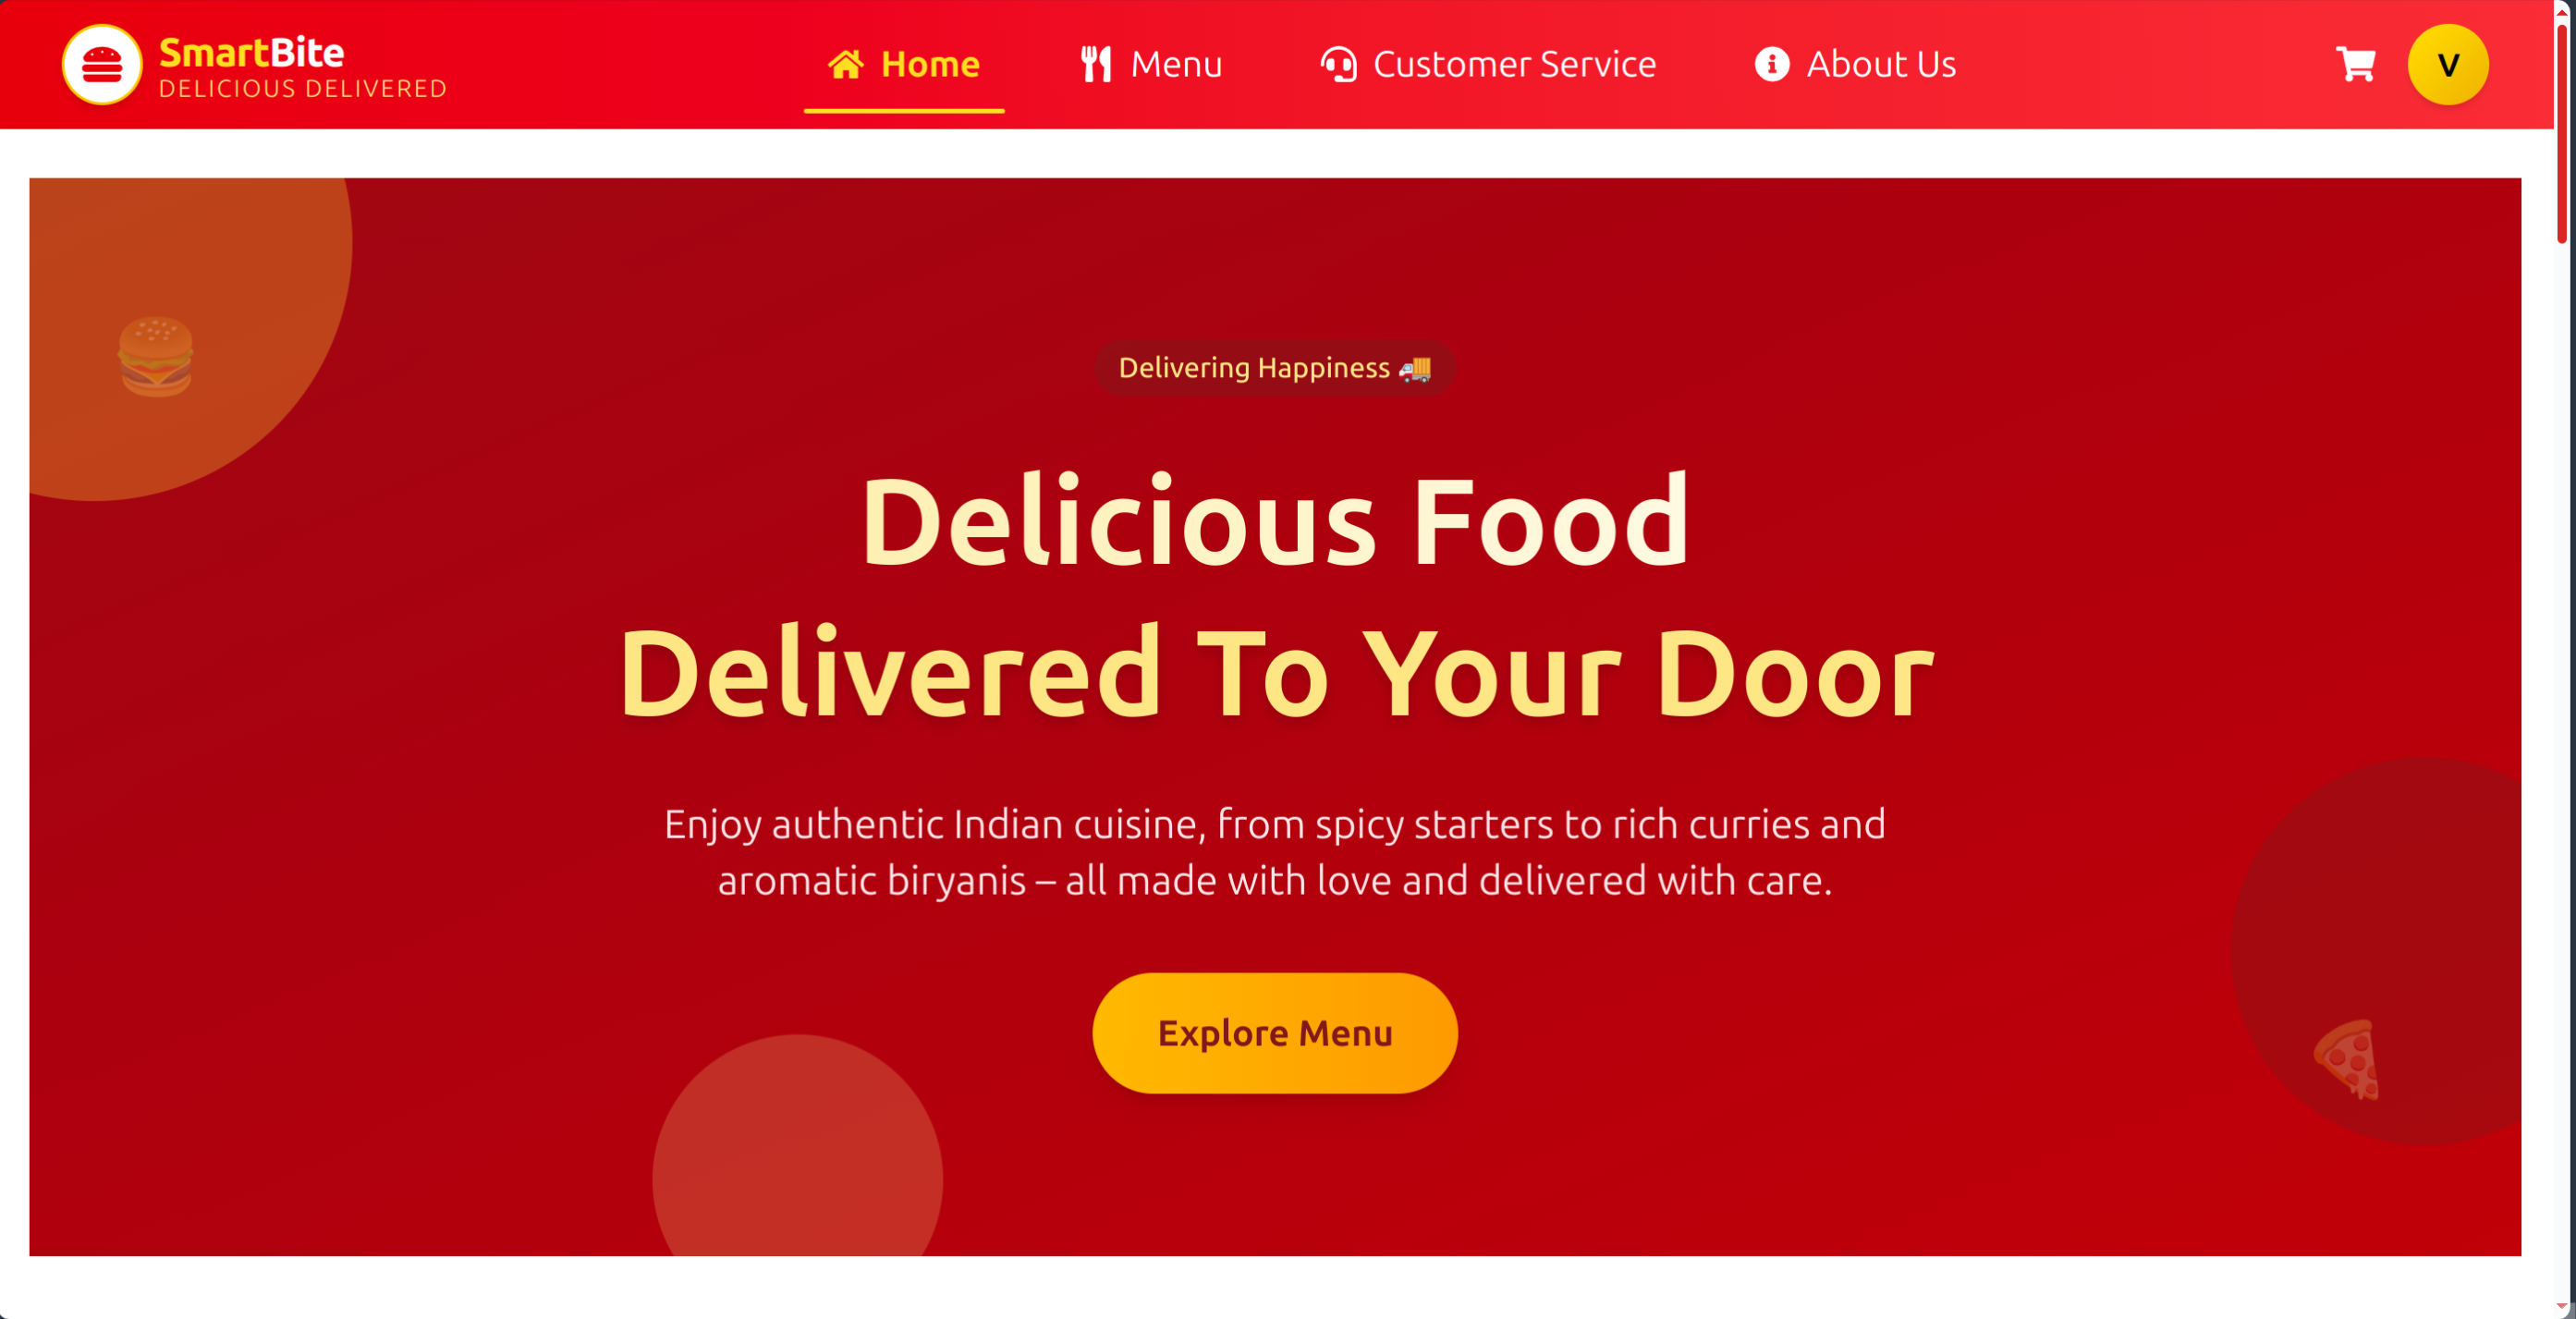 SmartBite
DELICIOUS DELIVERED
Home
Menu
Customer Service
About Us
V
Delivering Happiness 🚚
Delicious Food
Delivered To Your Door
Enjoy authentic Indian cuisine, from spicy starters to rich curries and
aromatic biryanis – all made with love and delivered with care.
Explore Menu